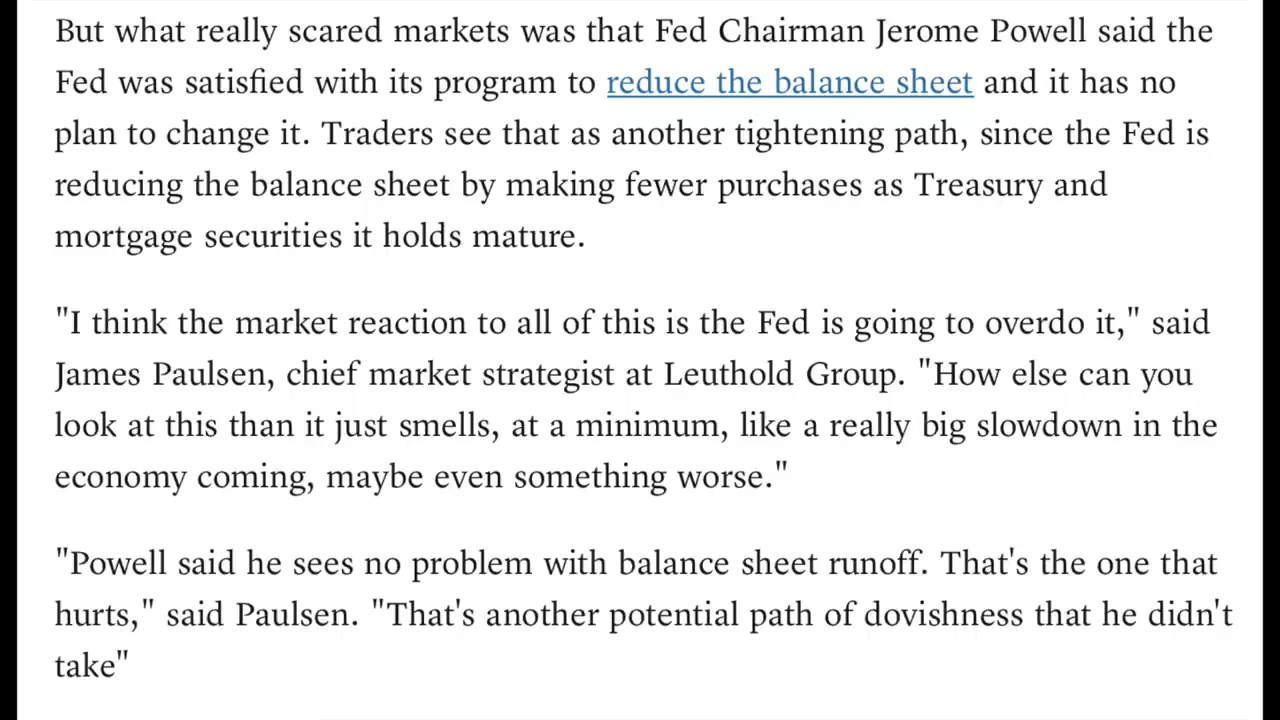 But what really scared markets was that Fed Chairman Jerome Powell said the
Fed was satisfied with its program to reduce the balance sheet and it has no
plan to change it. Traders see that as another tightening path, since the Fed is
reducing the balance sheet by making fewer purchases as Treasury and
mortgage securities it holds mature.
"I think the market reaction to all of this is the Fed is going to overdo it," said
James Paulsen, chief market strategist at Leuthold Group. "How else can you
look at this than it just smells, at a minimum, like a really big slowdown in the
economy coming, maybe even something worse."
"Powell said he sees no problem with balance sheet runoff. That's the one that
hurts," said Paulsen. "That's another potential path of dovishness that he didn't
take"